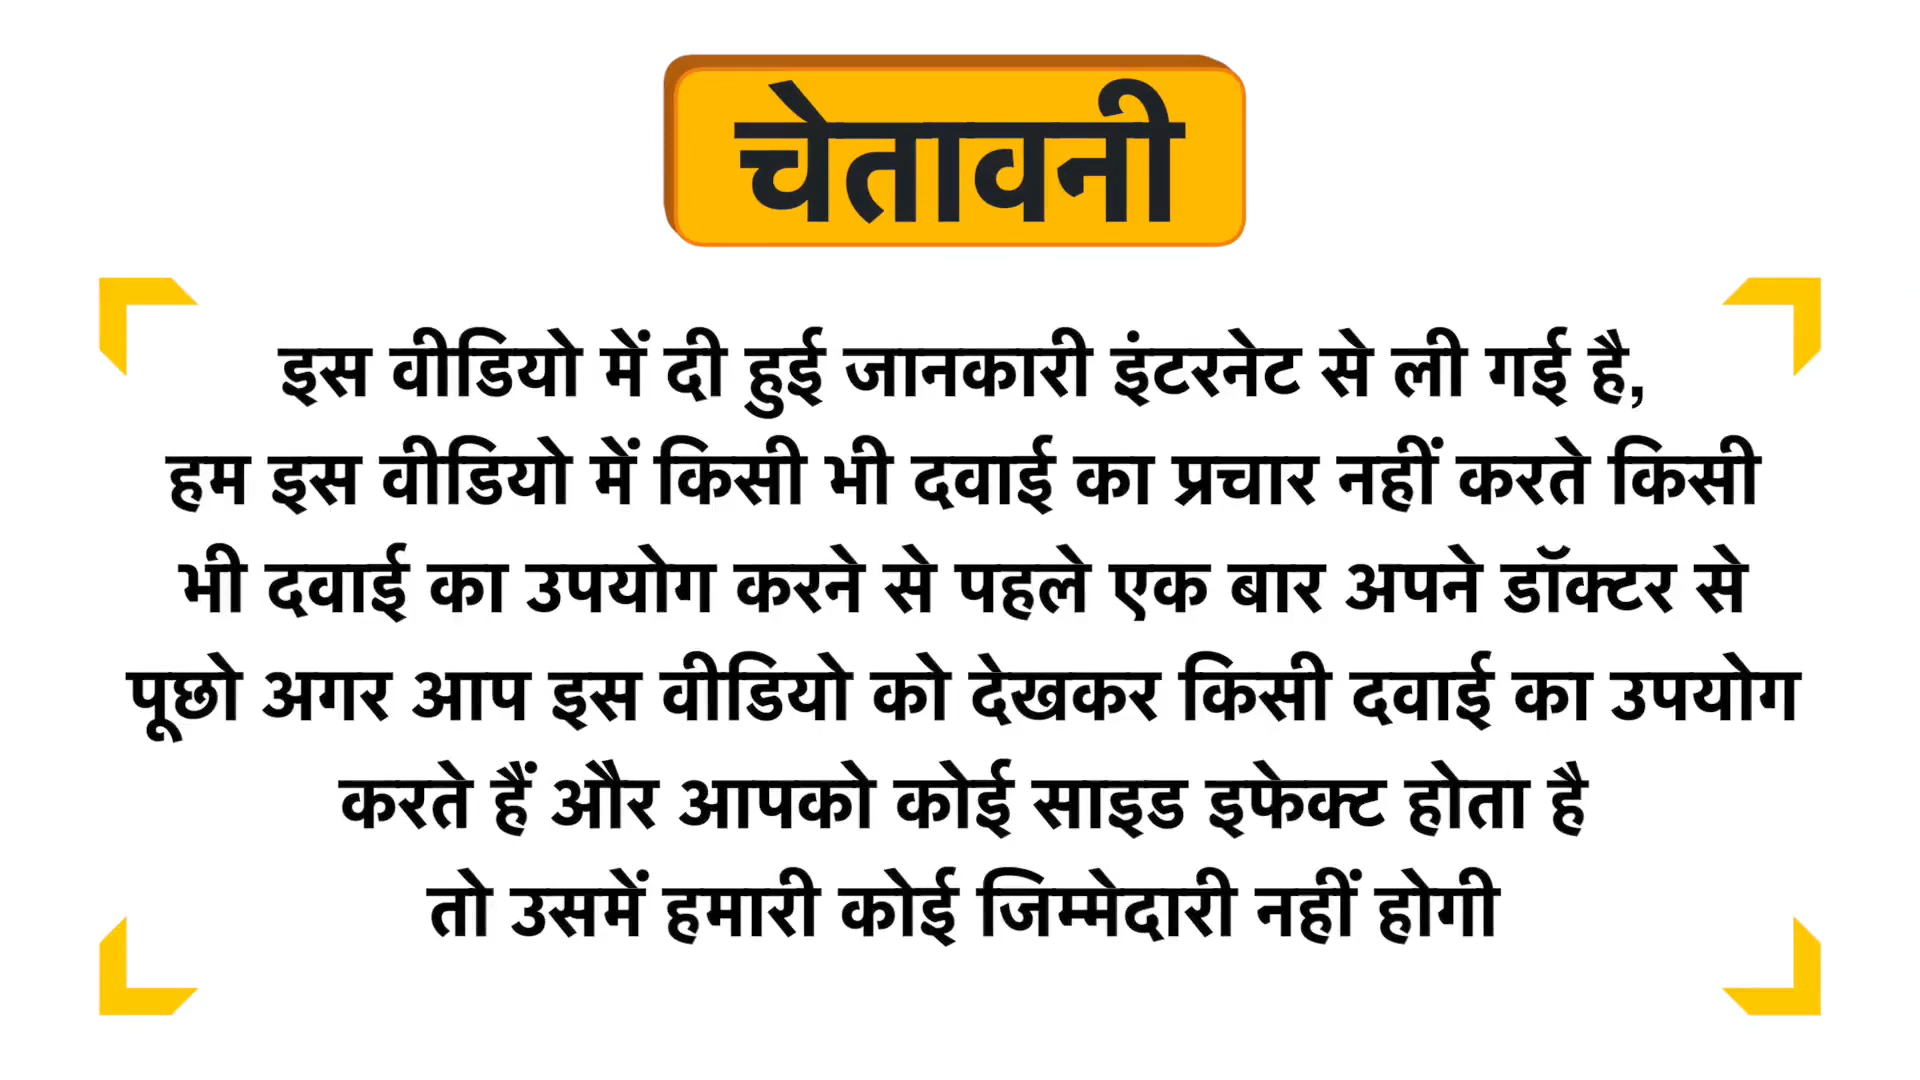 चेतावनी
इस वीडियो में दी हुई जानकारी इंटरनेट से ली गई है,
हम इस वीडियो में किसी भी दवाई का प्रचार नहीं करते किसी
भी दवाई का उपयोग करने से पहले एक बार अपने डॉक्टर से
पूछो अगर आप इस वीडियो को देखकर किसी दवाई का उपयोग
करते हैं और आपको कोई साइड इफेक्ट होता है
तो उसमें हमारी कोई जिम्मेदारी नहीं होगी